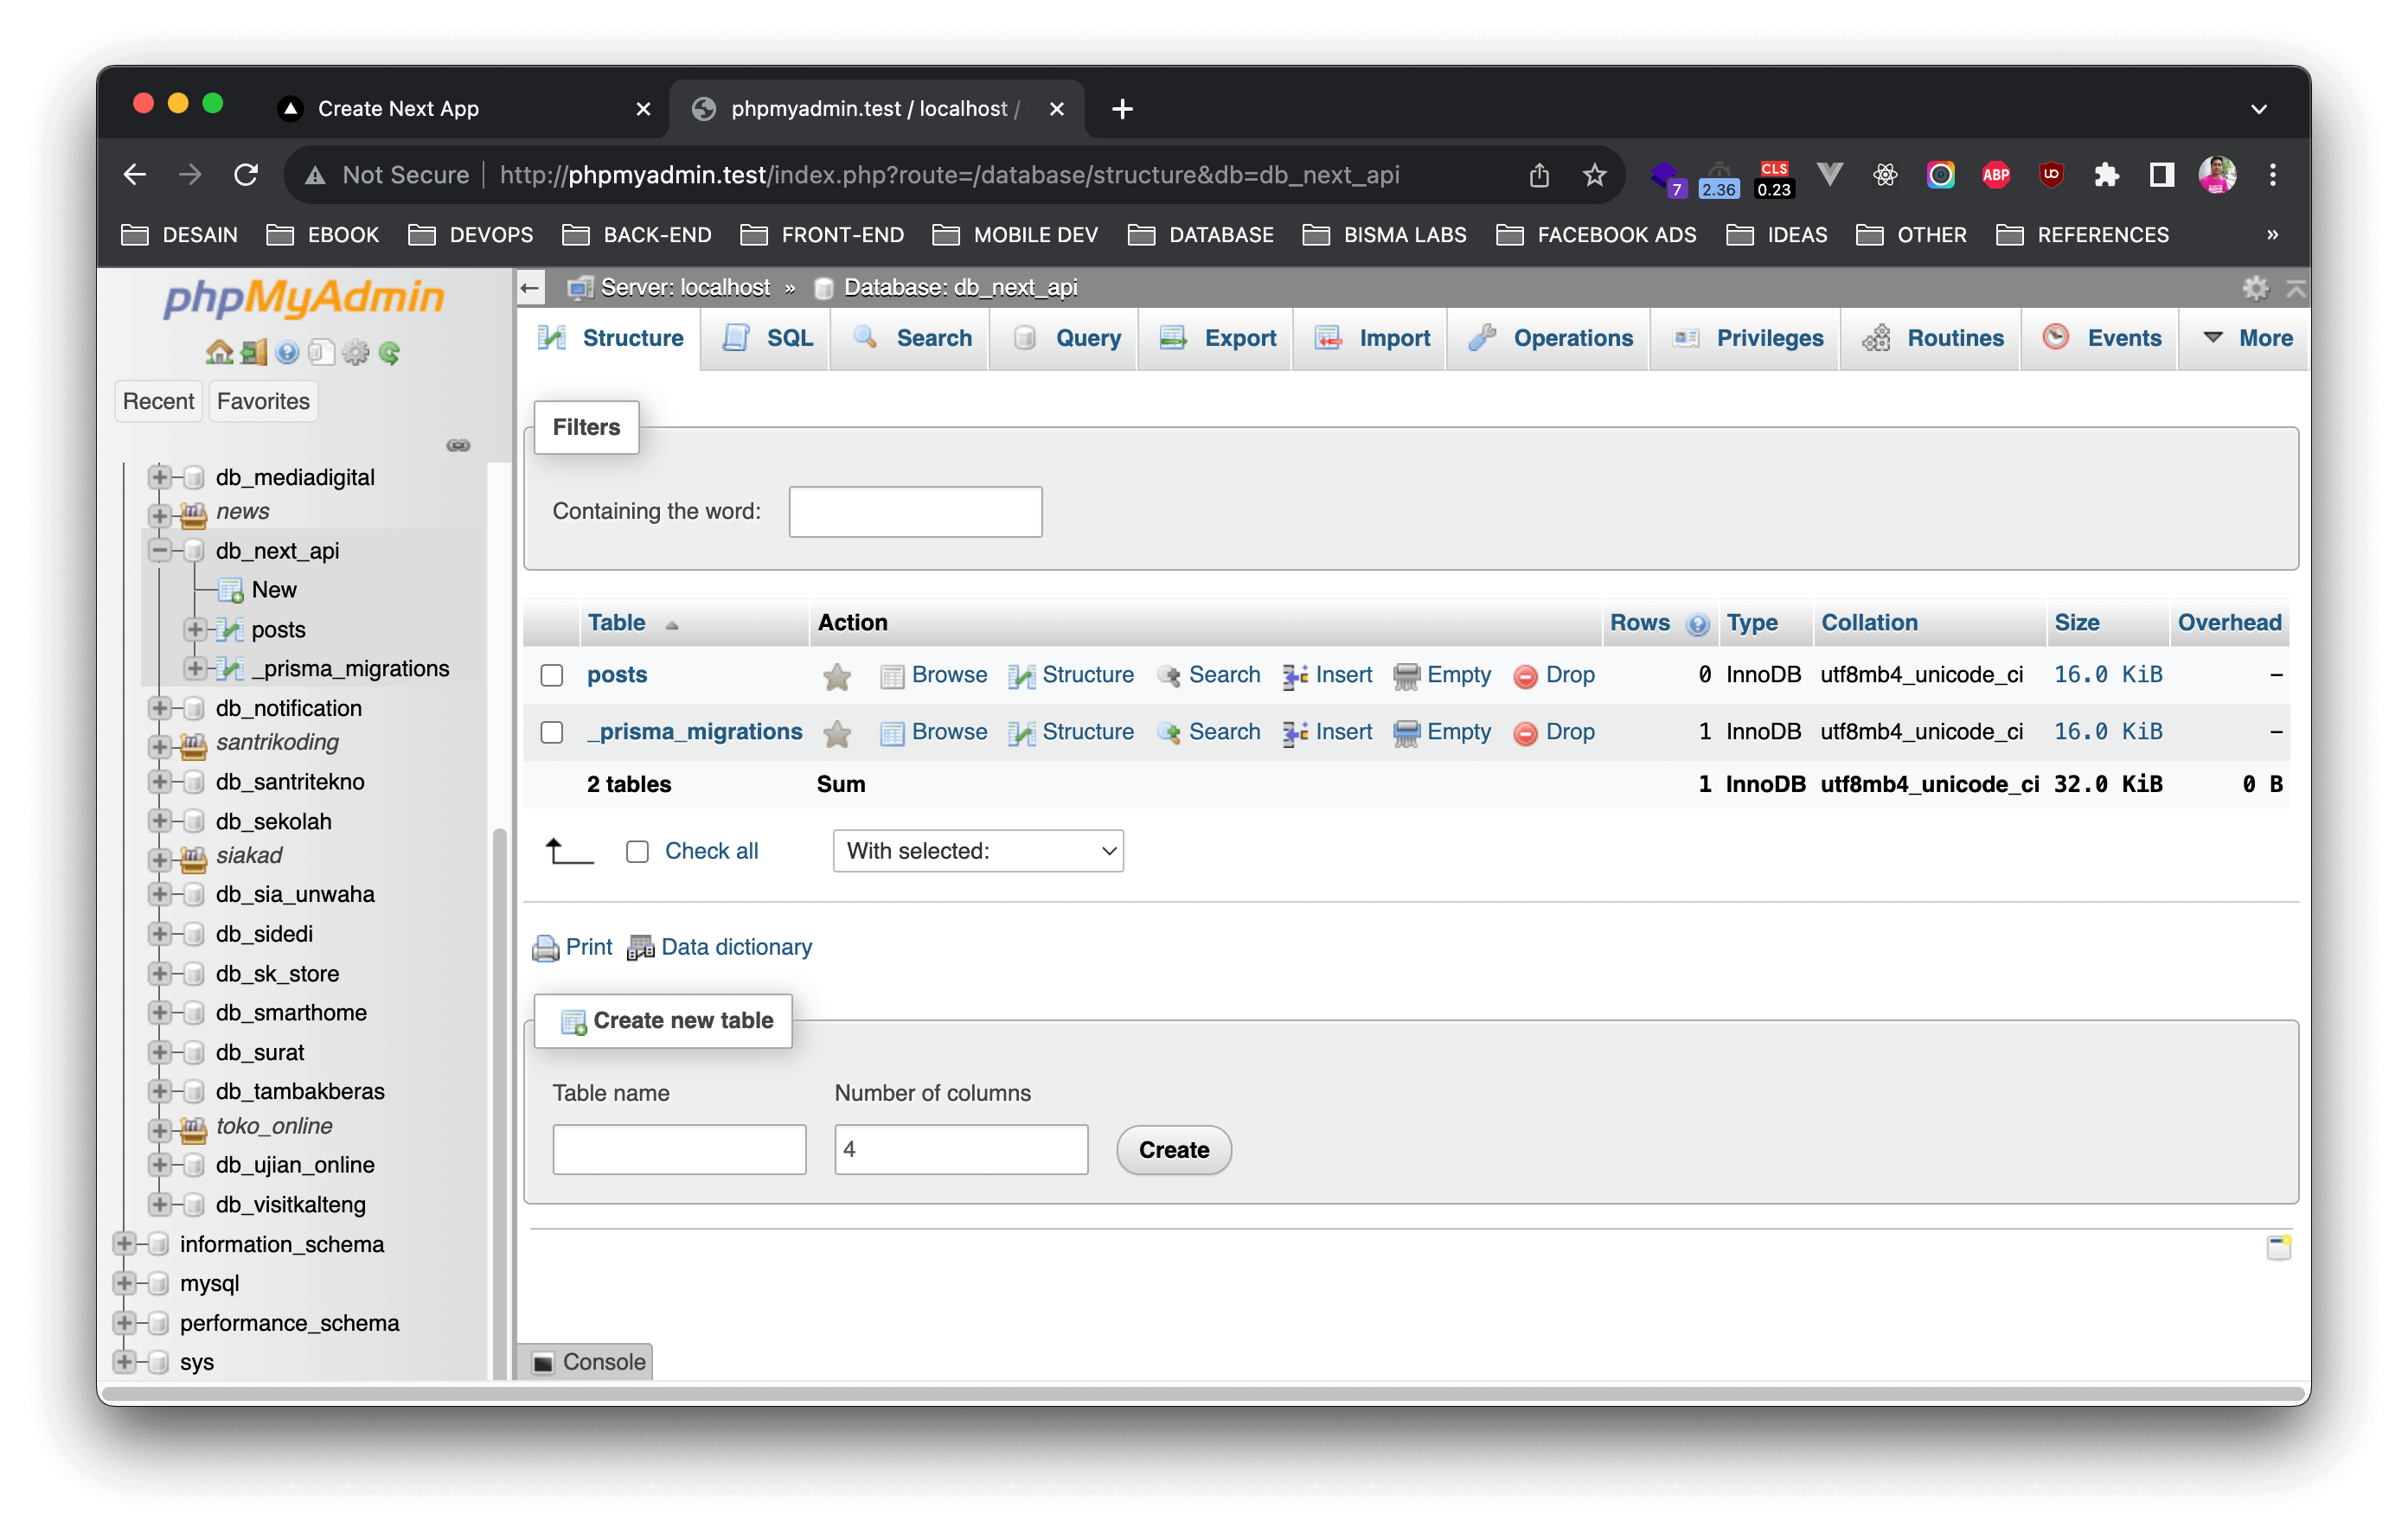 Create Next App
phpmyadmin.test / localhost /
Not Secure http://phpmyadmin.test/index.php?route=/database/structure&db=db_next_api
7 2.36 CLS 0.23 ABP
DESAIN EBOOK DEVOPS BACK-END FRONT-END MOBILE DEV DATABASE BISMA LABS FACEBOOK ADS IDEAS OTHER REFERENCES »
phpMyAdmin
Recent Favorites
db_mediadigital
news
db_next_api
New
posts
_prisma_migrations
db_notification
santrikoding
db_santritekno
db_sekolah
siakad
db_sia_unwaha
db_sidedi
db_sk_store
db_smarthome
db_surat
db_tambakberas
toko_online
db_ujian_online
db_visitkalteng
information_schema
mysql
performance_schema
sys
Server: localhost » Database: db_next_api
Structure SQL Search Query Export Import Operations Privileges Routines Events More
Filters
Containing the word:
Table Action Rows Type Collation Size Overhead
posts Browse Structure Search Insert Empty Drop 0 InnoDB utf8mb4_unicode_ci 16.0 KiB –
_prisma_migrations Browse Structure Search Insert Empty Drop 1 InnoDB utf8mb4_unicode_ci 16.0 KiB –
2 tables Sum 1 InnoDB utf8mb4_unicode_ci 32.0 KiB 0 B
Check all With selected:
Print Data dictionary
Create new table
Table name Number of columns
4 Create
Console